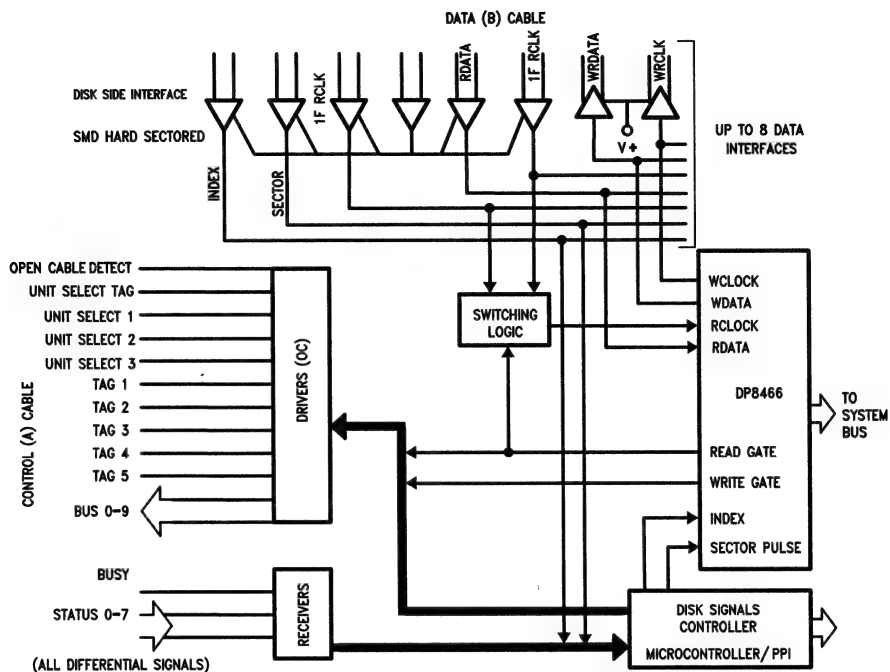 DATA (B) CABLE
RDATA
1F RCLK
WRDATA
WRCLK
DISK SIDE INTERFACE
1F RCLK
SMD HARD SECTORED
V+
UP TO 8 DATA
INTERFACES
INDEX
SECTOR
OPEN CABLE DETECT
UNIT SELECT TAG
UNIT SELECT 1
UNIT SELECT 2
UNIT SELECT 3
TAG 1
TAG 2
TAG 3
TAG 4
TAG 5
BUS 0-9
CONTROL (A) CABLE
DRIVERS (OC)
SWITCHING
LOGIC
WCLOCK
WDATA
RCLOCK
RDATA
DP8466
TO
SYSTEM
BUS
READ GATE
WRITE GATE
INDEX
SECTOR PULSE
BUSY
STATUS 0-7
RECEIVERS
DISK SIGNALS
CONTROLLER
MICROCONTROLLER/PPI
(ALL DIFFERENTIAL SIGNALS)